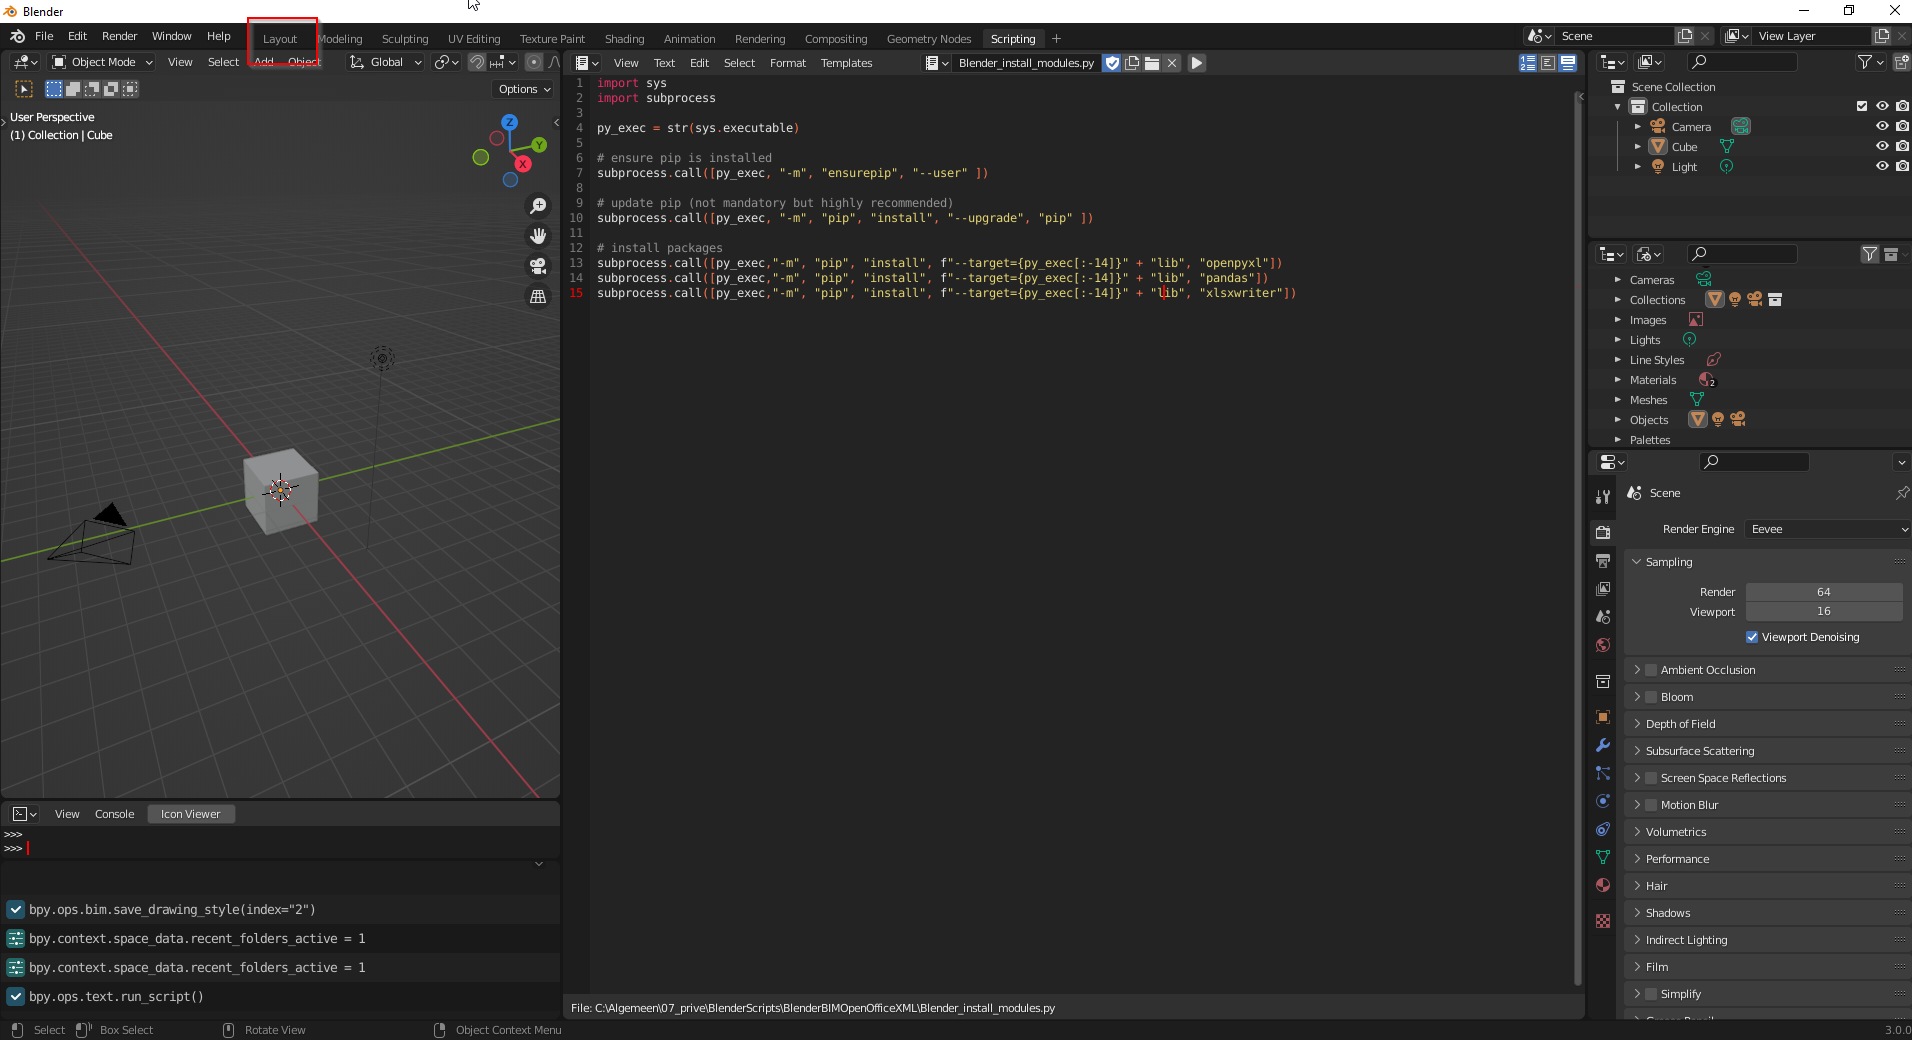 Blender
File Edit Render Window Help
Layout Modeling Sculpting UV Editing Texture Paint Shading Animation Rendering Compositing Geometry Nodes Scripting +
Scene
View Layer
Object Mode View Select Add Object Global
Options
User Perspective
(1) Collection | Cube
Z
Y
X
View Text Edit Select Format Templates Blender_install_modules.py
1 import sys
2 import subprocess
3
4 py_exec = str(sys.executable)
5
6 # ensure pip is installed
7 subprocess.call([py_exec, "-m", "ensurepip", "--user" ])
8
9 # update pip (not mandatory but highly recommended)
10 subprocess.call([py_exec, "-m", "pip", "install", "--upgrade", "pip" ])
11
12 # install packages
13 subprocess.call([py_exec,"-m", "pip", "install", f"--target={py_exec[:-14]}" + "lib", "openpyxl"])
14 subprocess.call([py_exec,"-m", "pip", "install", f"--target={py_exec[:-14]}" + "lib", "pandas"])
15 subprocess.call([py_exec,"-m", "pip", "install", f"--target={py_exec[:-14]}" + "lib", "xlsxwriter"])
File: C:\Algemeen\07_prive\BlenderScripts\BlenderBIMOpenOfficeXML\Blender_install_modules.py
View Console Icon Viewer
>>>
>>>
bpy.ops.bim.save_drawing_style(index="2")
bpy.context.space_data.recent_folders_active = 1
bpy.context.space_data.recent_folders_active = 1
bpy.ops.text.run_script()
Scene Collection
Collection
Camera
Cube
Light
Cameras
Collections
Images
Lights
Line Styles
Materials 2
Meshes
Objects
Palettes
Scene
Render Engine Eevee
Sampling
Render 64
Viewport 16
Viewport Denoising
Ambient Occlusion
Bloom
Depth of Field
Subsurface Scattering
Screen Space Reflections
Motion Blur
Volumetrics
Performance
Hair
Shadows
Indirect Lighting
Film
Simplify
Select Box Select Rotate View Object Context Menu
3.0.0